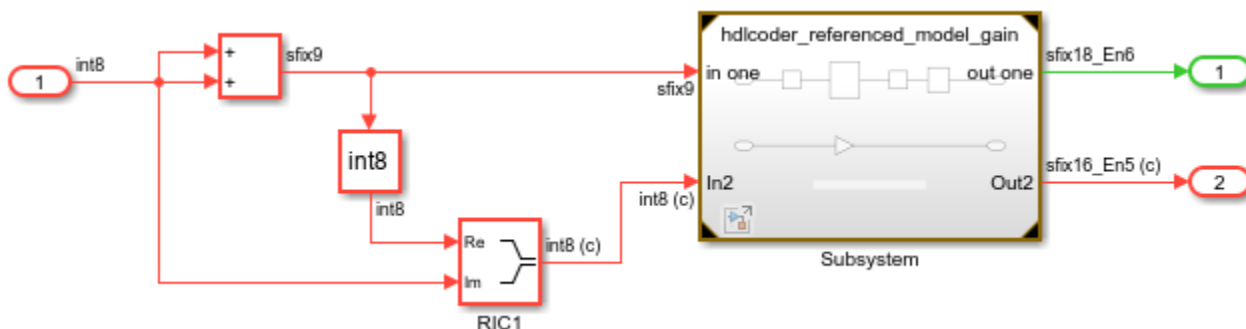 hdlcoder_referenced_model_gain
1
int8
+
+
sfix9
sfix9
in one
out one
sfix18_En6
1
int8
int8
In2
int8 (c)
Out2
sfix16_En5 (c)
2
Re
Im
int8 (c)
RIC1
Subsystem